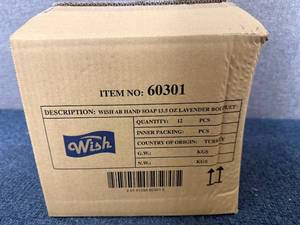 ITEM NO: 60301
DESCRIPTION: WISH AB HAND SOAP 13.5 OZ LAVENDER BOUQUET
QUANTITY: 12 PCS
INNER PACKING: PCS
Wish
COUNTRY OF ORIGIN:
G.W.: KGS
N.W.: KGS